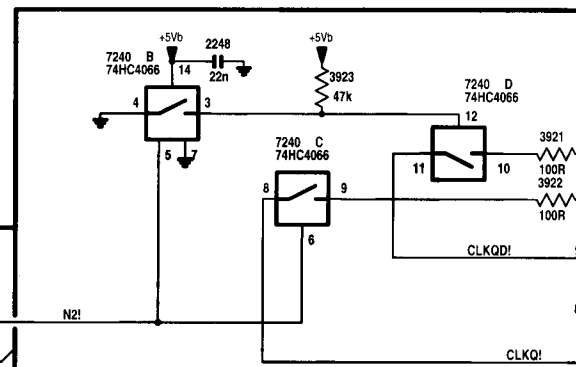 +5Vb
2248
+5Vb
7240 B
74HC4066
14
22n
3923
47k
7240 D
74HC4066
12
4
3
5
7
7240 C
74HC4066
3921
11
10
100R
3922
8
9
100R
6
CLKQD!
N2!
CLKQ!